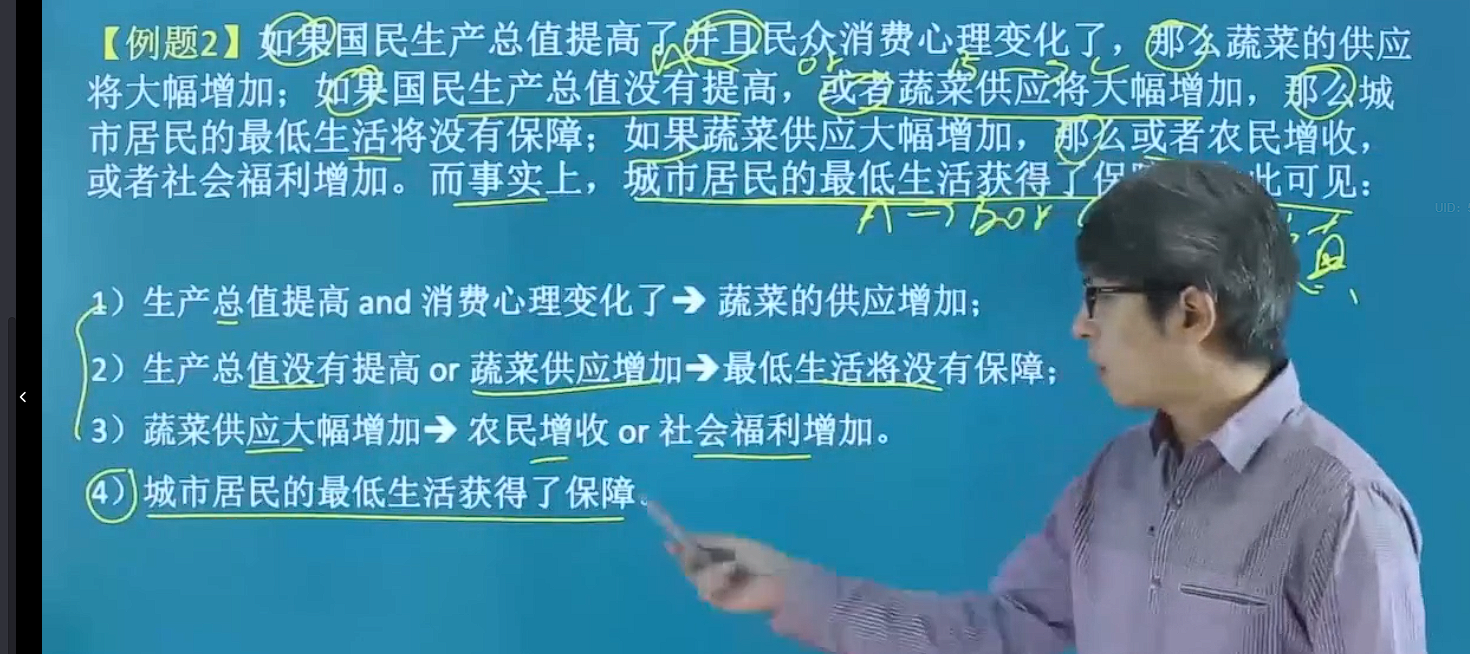 【例题2】如果国民生产总值提高了并且民众消费心理变化了，那么蔬菜的供应
将大幅增加；如果国民生产总值没有提高，或者蔬菜供应将大幅增加，那么城
市居民的最低生活将没有保障；如果蔬菜供应大幅增加，那么或者农民增收，
或者社会福利增加。而事实上，城市居民的最低生活获得了保 此可见：
UID:
A → B or
真
1）生产总值提高 and 消费心理变化了➔ 蔬菜的供应增加；
2）生产总值没有提高 or 蔬菜供应增加➔最低生活将没有保障；
3）蔬菜供应大幅增加➔ 农民增收 or 社会福利增加。
4）城市居民的最低生活获得了保障。